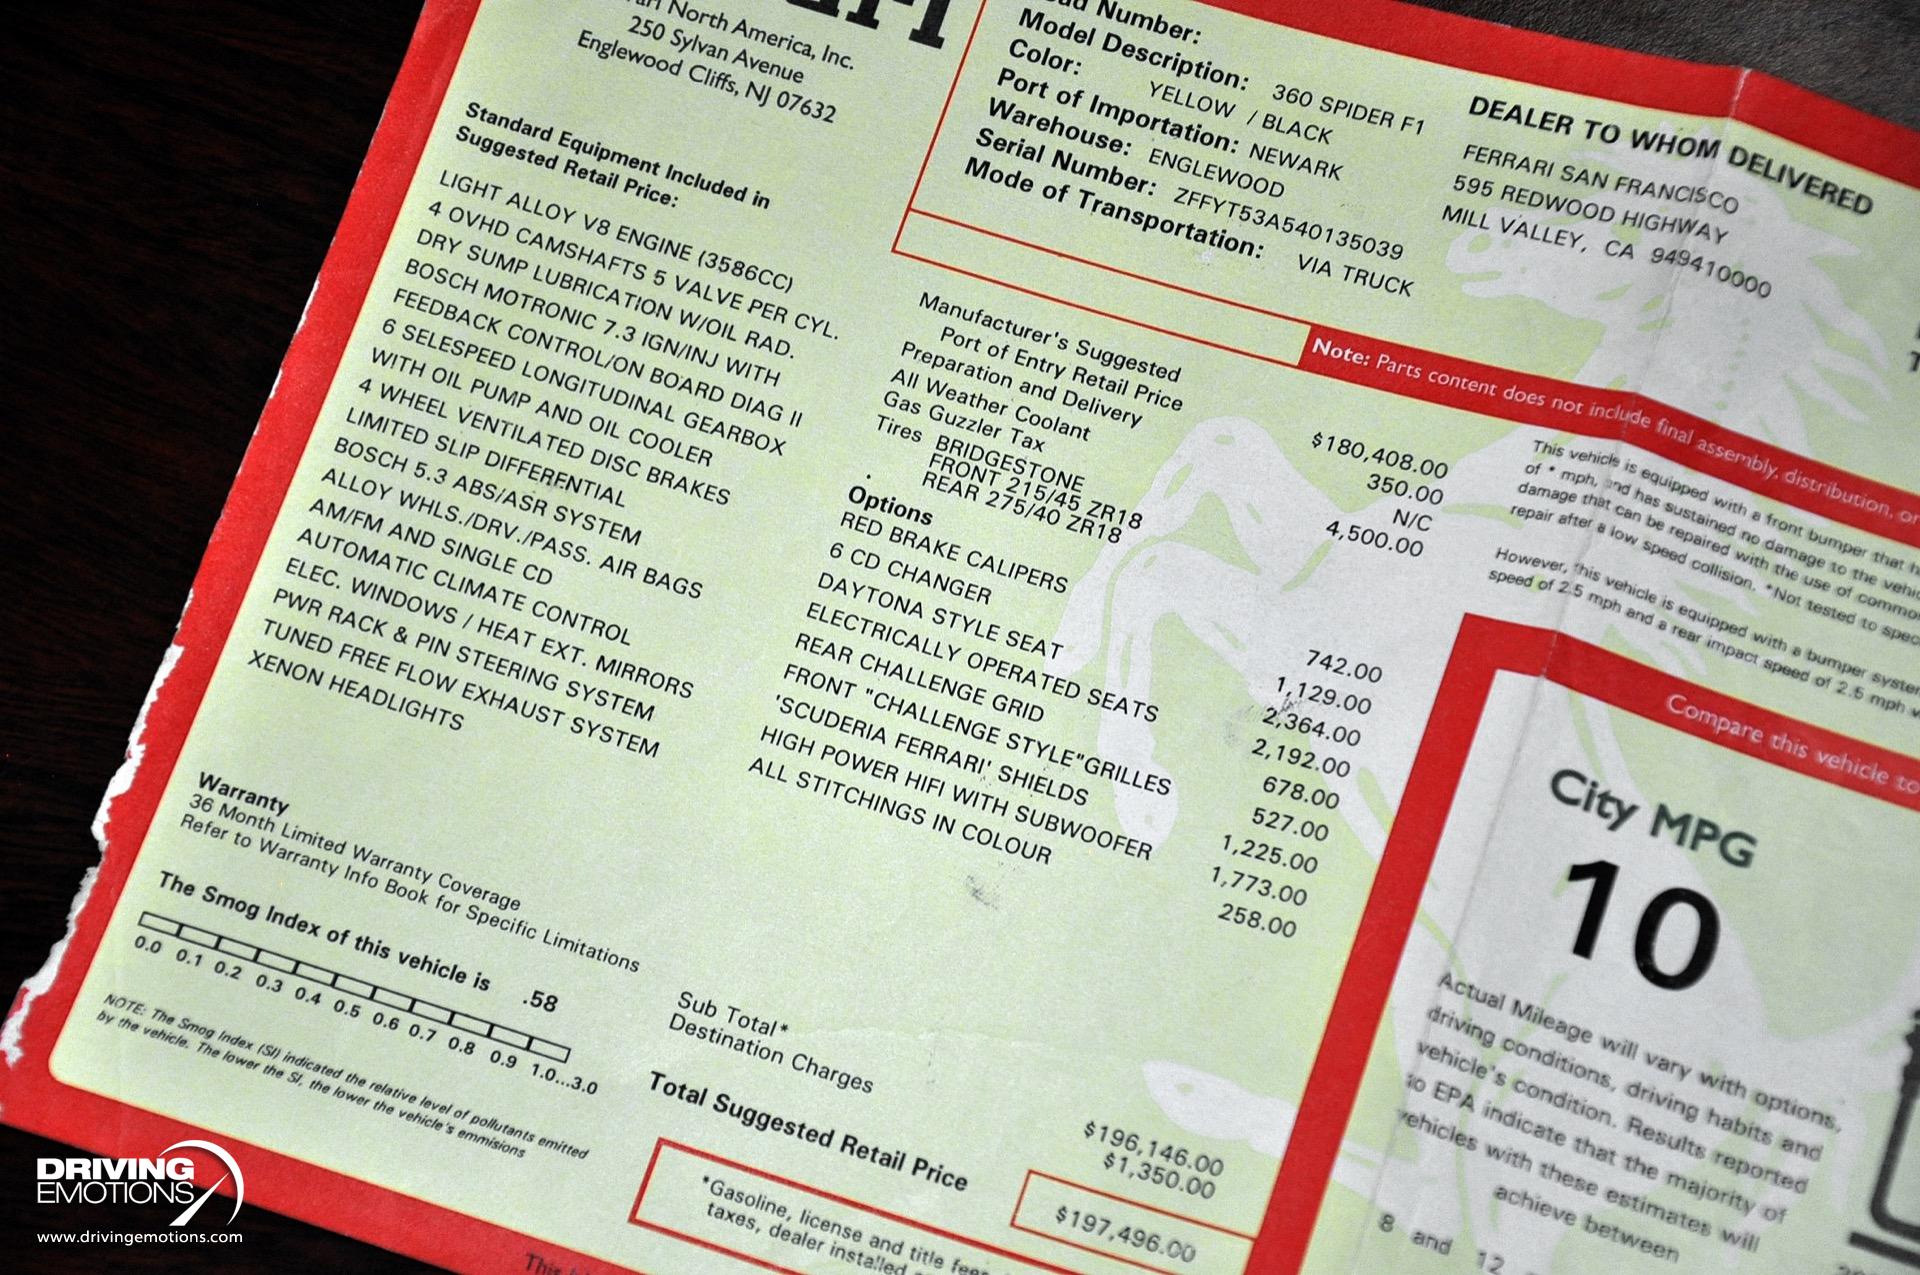 North America, Inc.
250 Sylvan Avenue
Englewood Cliffs, NJ 07632
Standard Equipment Included in
Suggested Retail Price:
LIGHT ALLOY V8 ENGINE (3586CC)
4 OVHD CAMSHAFTS 5 VALVE PER CYL.
DRY SUMP LUBRICATION W/OIL RAD.
BOSCH MOTRONIC 7.3 IGN/INJ WITH
FEEDBACK CONTROL/ON BOARD DIAG II
6 SELESPEED LONGITUDINAL GEARBOX
WITH OIL PUMP AND OIL COOLER
4 WHEEL VENTILATED DISC BRAKES
LIMITED SLIP DIFFERENTIAL
BOSCH 5.3 ABS/ASR SYSTEM
ALLOY WHLS./DRV./PASS. AIR BAGS
AM/FM AND SINGLE CD
AUTOMATIC CLIMATE CONTROL
ELEC. WINDOWS / HEAT EXT. MIRRORS
PWR RACK & PIN STEERING SYSTEM
TUNED FREE FLOW EXHAUST SYSTEM
XENON HEADLIGHTS
Warranty
36 Month Limited Warranty Coverage
Refer to Warranty Info Book for Specific Limitations
The Smog Index of this vehicle is .58
0.0 0.1 0.2 0.3 0.4 0.5 0.6 0.7 0.8 0.9 1.0...3.0
NOTE: The Smog Index (SI) indicated the relative level of pollutants emitted
by the vehicle. The lower the SI, the lower the vehicle's emmisions
Number:
Model Description: 360 SPIDER F1
Color: YELLOW / BLACK
Port of Importation: NEWARK
Warehouse: ENGLEWOOD
Serial Number: ZFFYT53A540135039
Mode of Transportation: VIA TRUCK
DEALER TO WHOM DELIVERED
FERRARI SAN FRANCISCO
595 REDWOOD HIGHWAY
MILL VALLEY, CA 949410000
Note: Parts content does not include final assembly, distribution, or
Manufacturer's Suggested
Port of Entry Retail Price $180,408.00
Preparation and Delivery 350.00
All Weather Coolant N/C
Gas Guzzler Tax 4,500.00
Tires BRIDGESTONE
FRONT 215/45 ZR18
REAR 275/40 ZR18
Options
RED BRAKE CALIPERS 742.00
6 CD CHANGER 1,129.00
DAYTONA STYLE SEAT 2,364.00
ELECTRICALLY OPERATED SEATS 2,192.00
REAR CHALLENGE GRID 678.00
FRONT "CHALLENGE STYLE"GRILLES 527.00
'SCUDERIA FERRARI' SHIELDS 1,225.00
HIGH POWER HIFI WITH SUBWOOFER 1,773.00
ALL STITCHINGS IN COLOUR 258.00
Sub Total* $196,146.00
Destination Charges $1,350.00
Total Suggested Retail Price $197,496.00
*Gasoline, license and title fees
taxes, dealer installed
This
This vehicle is equipped with a front bumper that
of * mph, and has sustained no damage to the
damage that can be repaired with the use of
repair after a low speed collision. *Not tested to
However, this vehicle is equipped with a bumper
speed of 2.5 mph and a rear impact speed of 2.5 mph
Compare this vehicle to
City MPG
10
Actual Mileage will vary with options,
driving conditions, driving habits and
vehicle's condition. Results reported
to EPA indicate that the majority of
vehicles with these estimates will
achieve between
8 and 12
DRIVING
EMOTIONS
www.drivingemotions.com